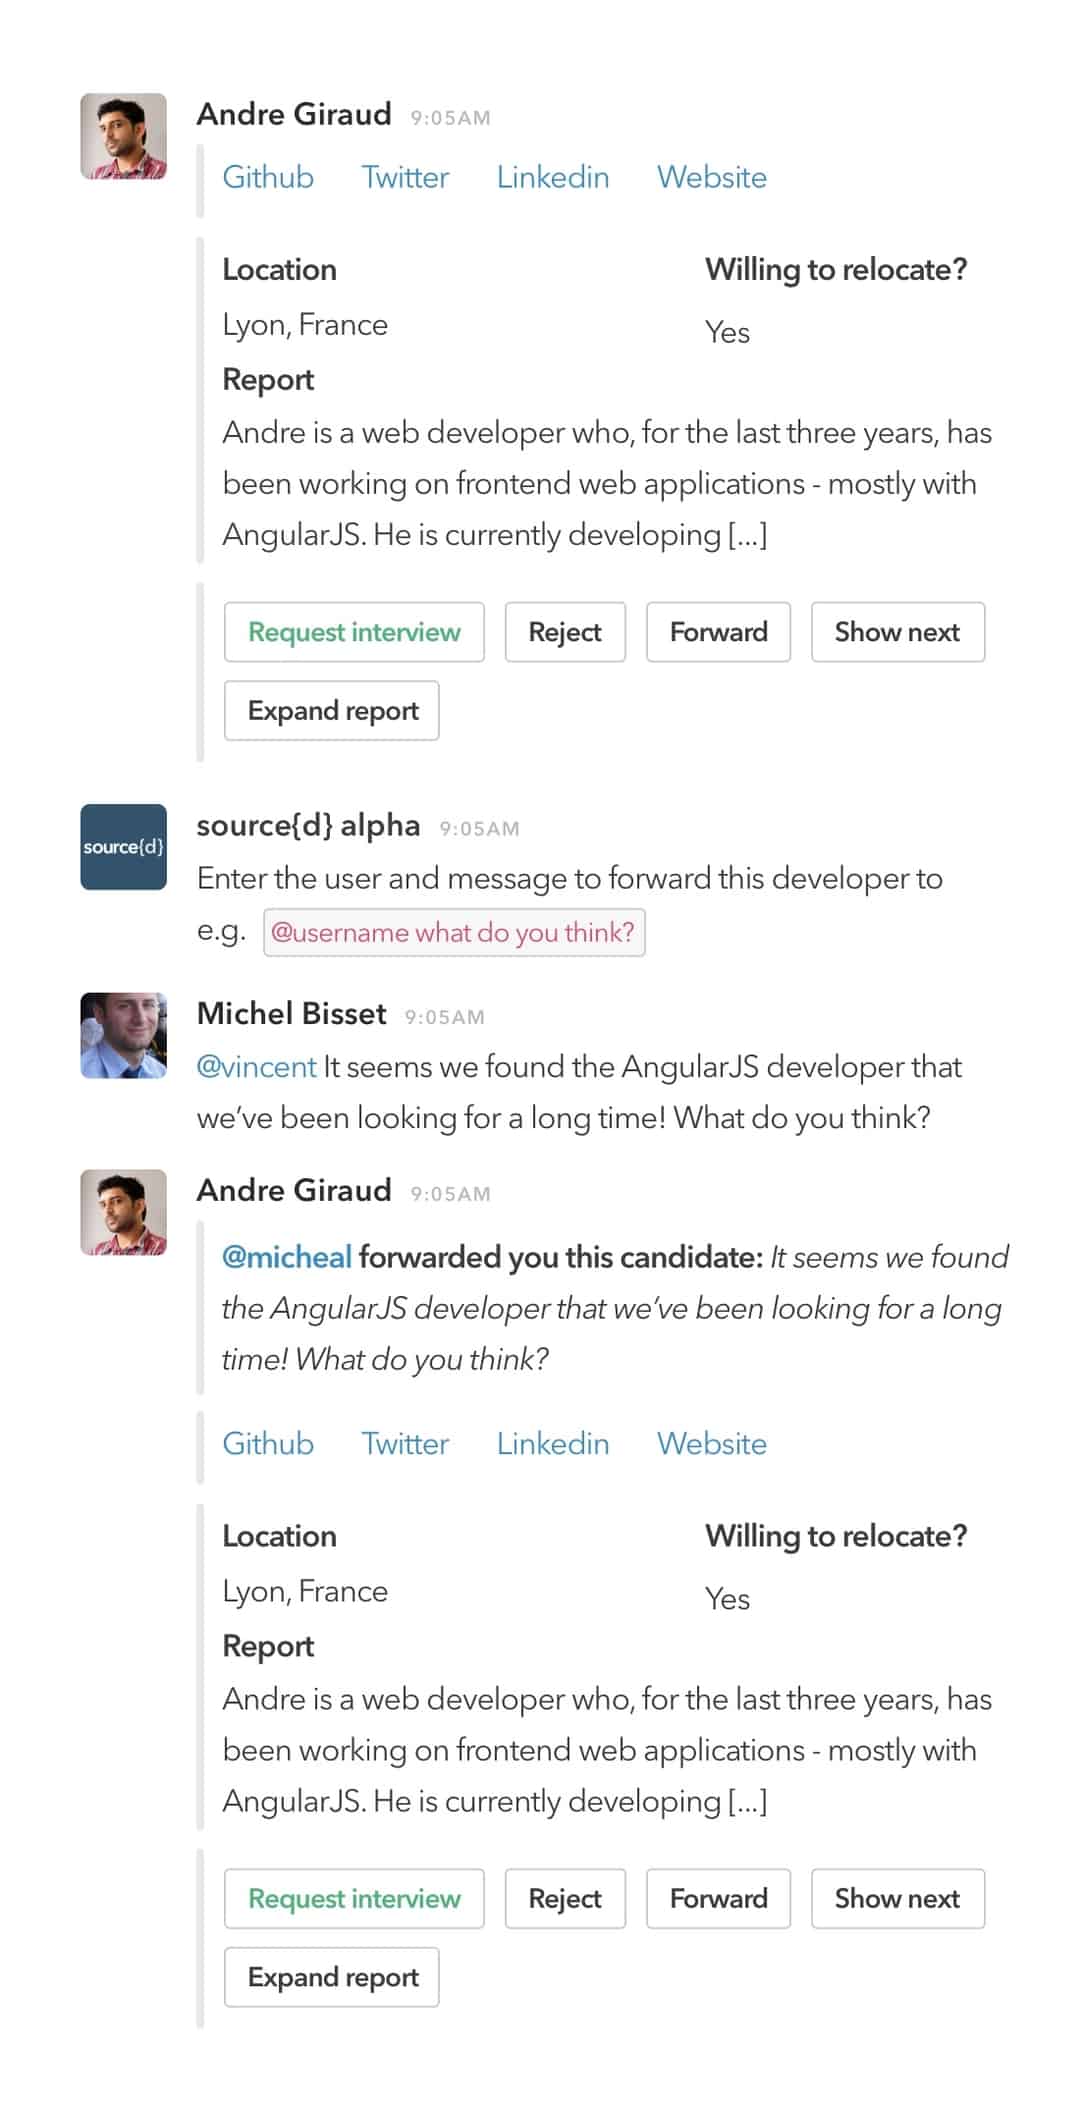 Andre Giraud 9:05AM
Github Twitter Linkedin Website
Location Willing to relocate?
Lyon, France Yes
Report
Andre is a web developer who, for the last three years, has
been working on frontend web applications - mostly with
AngularJS. He is currently developing [...]
Request interview Reject Forward Show next
Expand report
source{d} source{d} alpha 9:05AM
Enter the user and message to forward this developer to
e.g. @username what do you think?
Michel Bisset 9:05AM
@vincent It seems we found the AngularJS developer that
we’ve been looking for a long time! What do you think?
Andre Giraud 9:05AM
@micheal forwarded you this candidate: It seems we found
the AngularJS developer that we’ve been looking for a long
time! What do you think?
Github Twitter Linkedin Website
Location Willing to relocate?
Lyon, France Yes
Report
Andre is a web developer who, for the last three years, has
been working on frontend web applications - mostly with
AngularJS. He is currently developing [...]
Request interview Reject Forward Show next
Expand report